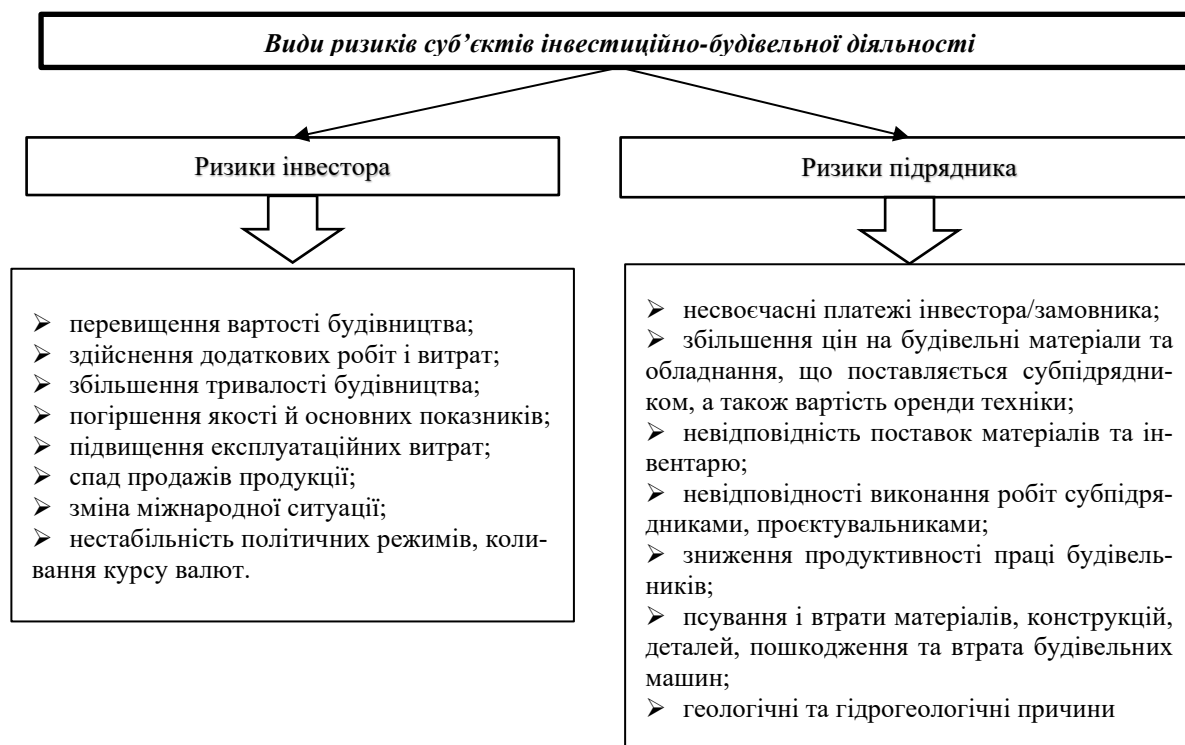 Види ризиків суб’єктів інвестиційно-будівельної діяльності
Ризики інвестора
➢ перевищення вартості будівництва;
➢ здійснення додаткових робіт і витрат;
➢ збільшення тривалості будівництва;
➢ погіршення якості й основних показників;
➢ підвищення експлуатаційних витрат;
➢ спад продажів продукції;
➢ зміна міжнародної ситуації;
➢ нестабільність політичних режимів, коли-
вання курсу валют.
Ризики підрядника
➢ несвоєчасні платежі інвестора/замовника;
➢ збільшення цін на будівельні матеріали та
обладнання, що поставляється субпідрядни-
ком, а також вартість оренди техніки;
➢ невідповідність поставок матеріалів та ін-
вентарю;
➢ невідповідності виконання робіт субпідря-
дниками, проєктувальниками;
➢ зниження продуктивності праці будівель-
ників;
➢ псування і втрати матеріалів, конструкцій,
деталей, пошкодження та втрата будівельних
машин;
➢ геологічні та гідрогеологічні причини